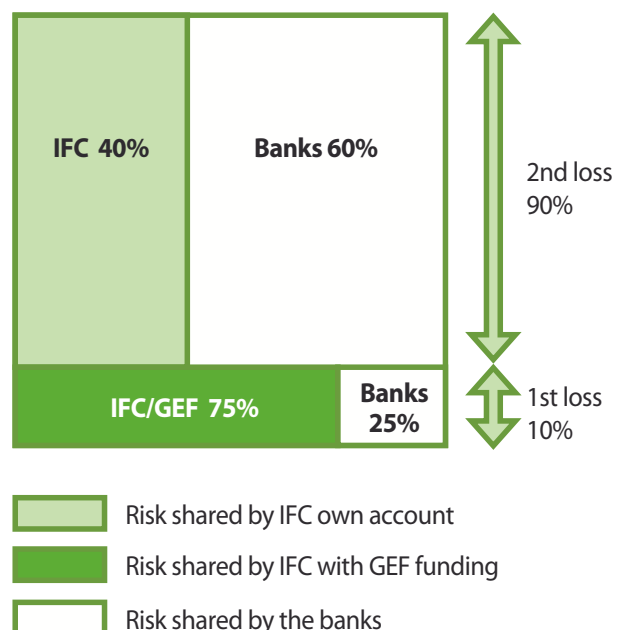 IFC 40%
Banks 60%
2nd loss
90%
IFC/GEF 75%
Banks
25%
1st loss
10%
Risk shared by IFC own account
Risk shared by IFC with GEF funding
Risk shared by the banks